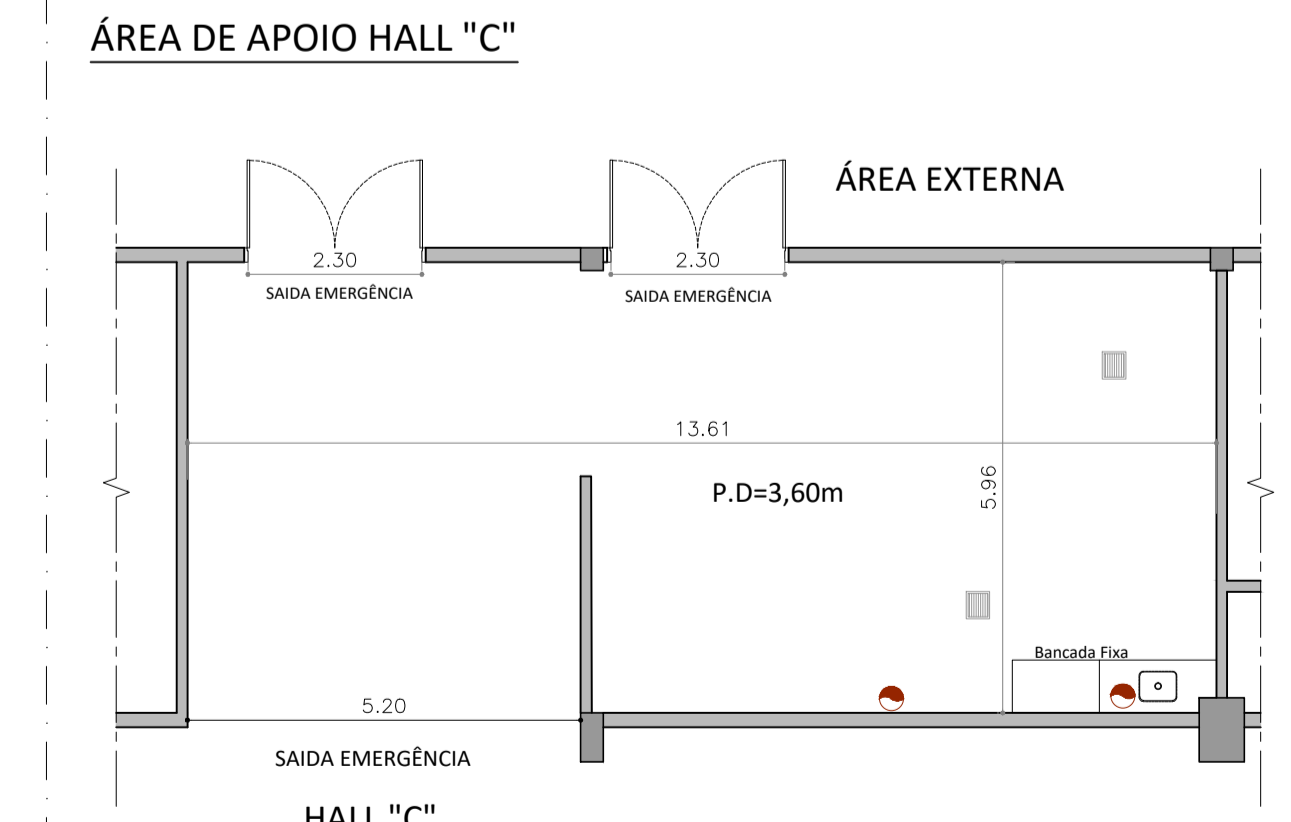 ÁREA DE APOIO HALL "C"
ÁREA EXTERNA
2.30
2.30
SAIDA EMERGÊNCIA
SAIDA EMERGÊNCIA
13.61
P.D=3,60m
5.96
Bancada Fixa
5.20
SAIDA EMERGÊNCIA
HALL "C"